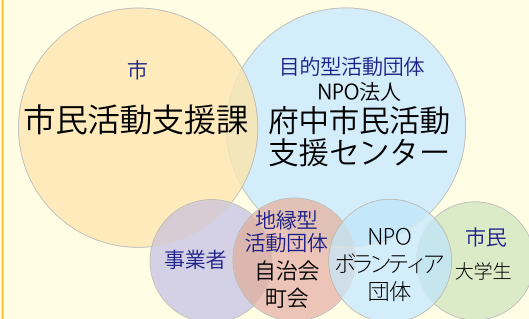 市
市民活動支援課
目的型活動団体
NPO法人
府中市民活動
支援センター
事業者
地縁型
活動団体
自治会
町会
NPO
ボランティア
団体
市民
大学生